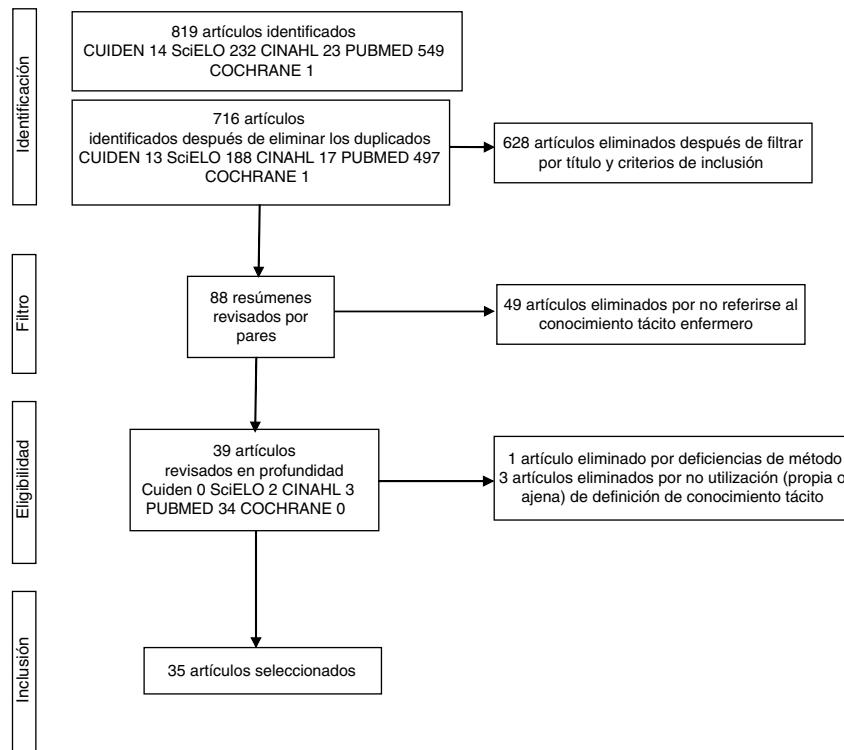 Identificación
819 artículos identificados
CUIDEN 14 SciELO 232 CINAHL 23 PUBMED 549
COCHRANE 1
716 artículos
identificados después de eliminar los duplicados
CUIDEN 13 SciELO 188 CINAHL 17 PUBMED 497
COCHRANE 1
628 artículos eliminados después de filtrar
por título y criterios de inclusión
Filtro
88 resúmenes
revisados por
pares
49 artículos eliminados por no referirse al
conocimiento tácito enfermero
Eligibilidad
39 artículos
revisados en profundidad
Cuiden 0 SciELO 2 CINAHL 3
PUBMED 34 COCHRANE 0
1 artículo eliminado por deficiencias de método
3 artículos eliminados por no utilización (propia o
ajena) de definición de conocimiento tácito
Inclusión
35 artículos seleccionados